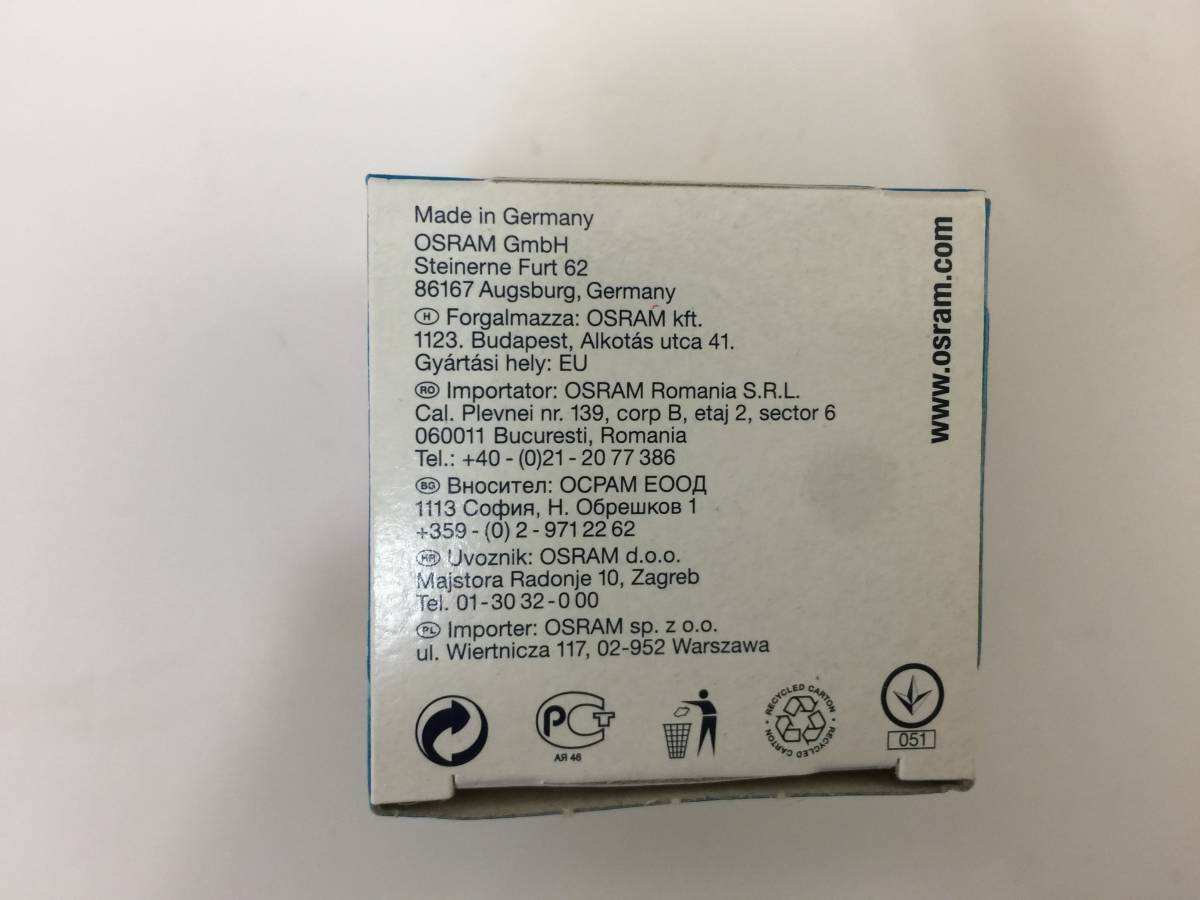 Made in Germany
OSRAM GmbH
Steinerne Furt 62
86167 Augsburg, Germany
H Forgalmazza: OSRAM kft.
1123. Budapest, Alkotás utca 41.
Gyártási hely: EU
RO Importator: OSRAM Romania S.R.L.
Cal. Plevnei nr. 139, corp B, etaj 2, sector 6
060011 Bucuresti, Romania
Tel.: +40 - (0)21 - 20 77 386
BG Вносител: ОСРАМ ЕООД
1113 София, Н. Обрешков 1
+359 - (0) 2 - 971 22 62
HR Uvoznik: OSRAM d.o.o.
Majstora Radonje 10, Zagreb
Tel. 01-30 32-0 00
PL Importer: OSRAM sp. z o.o.
ul. Wiertnicza 117, 02-952 Warszawa
www.osram.com
РСТ
АЯ 46
RECYCLED CARTON • RECYCLED CARTON •
051